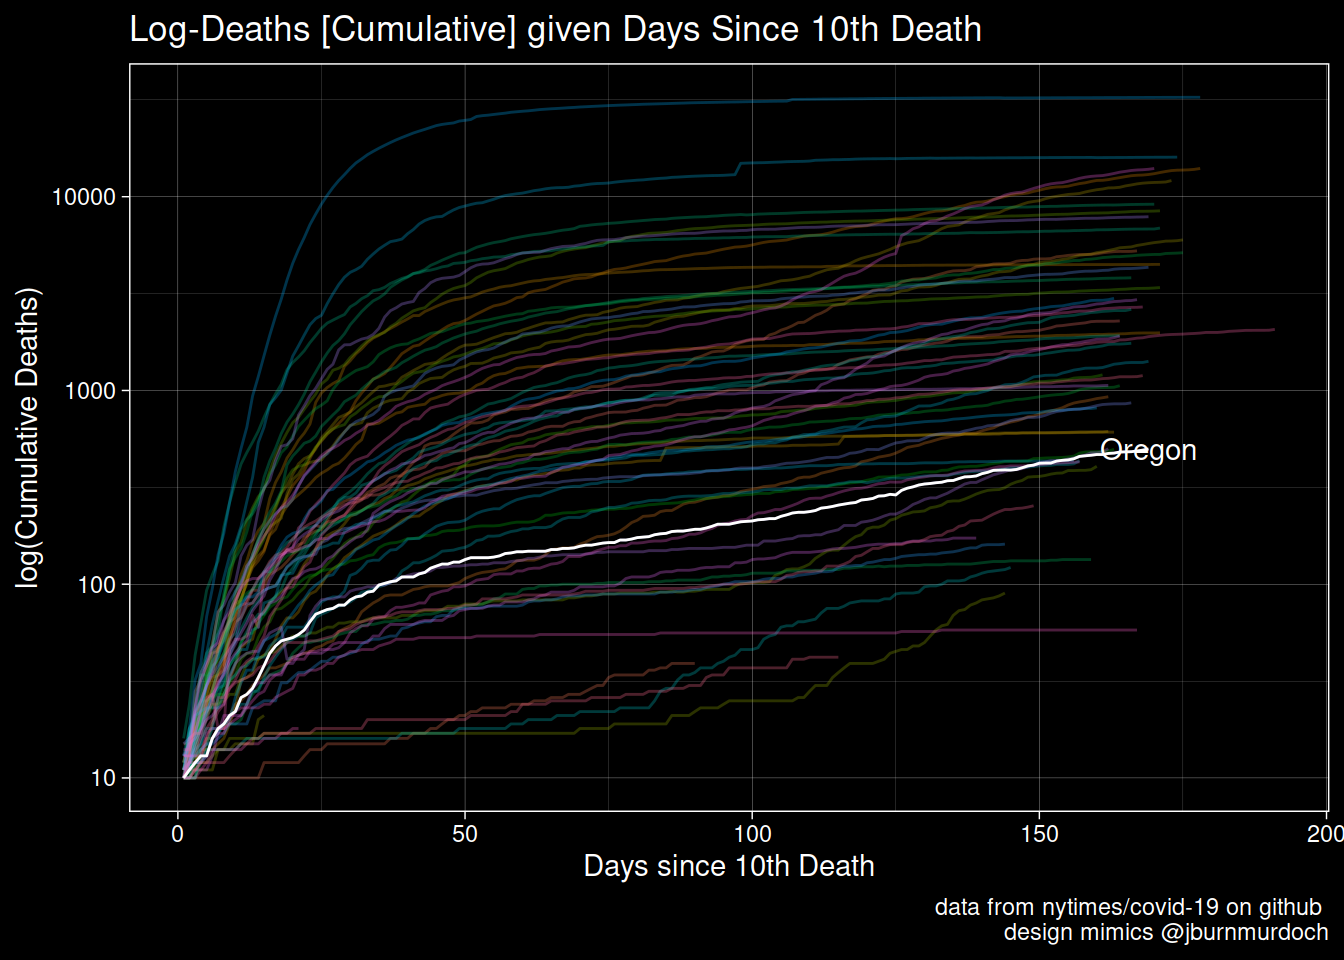 Log-Deaths [Cumulative] given Days Since 10th Death
log(Cumulative Deaths)
10000
1000
100
10
Oregon
0 50 100 150 200
Days since 10th Death
data from nytimes/covid-19 on github
design mimics @jburnmurdoch